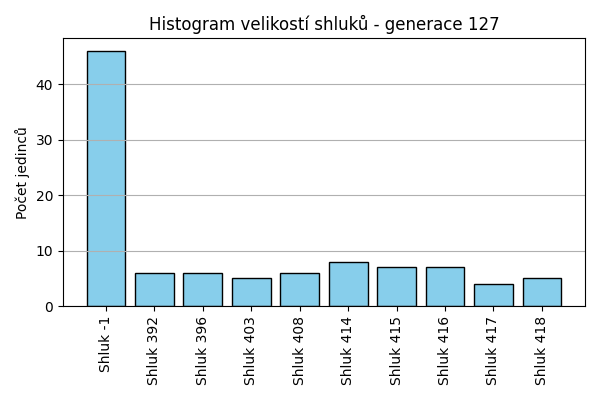 Histogram velikostí shluků - generace 127
Počet jedinců
40
30
20
10
0
Shluk -1
Shluk 392
Shluk 396
Shluk 403
Shluk 408
Shluk 414
Shluk 415
Shluk 416
Shluk 417
Shluk 418